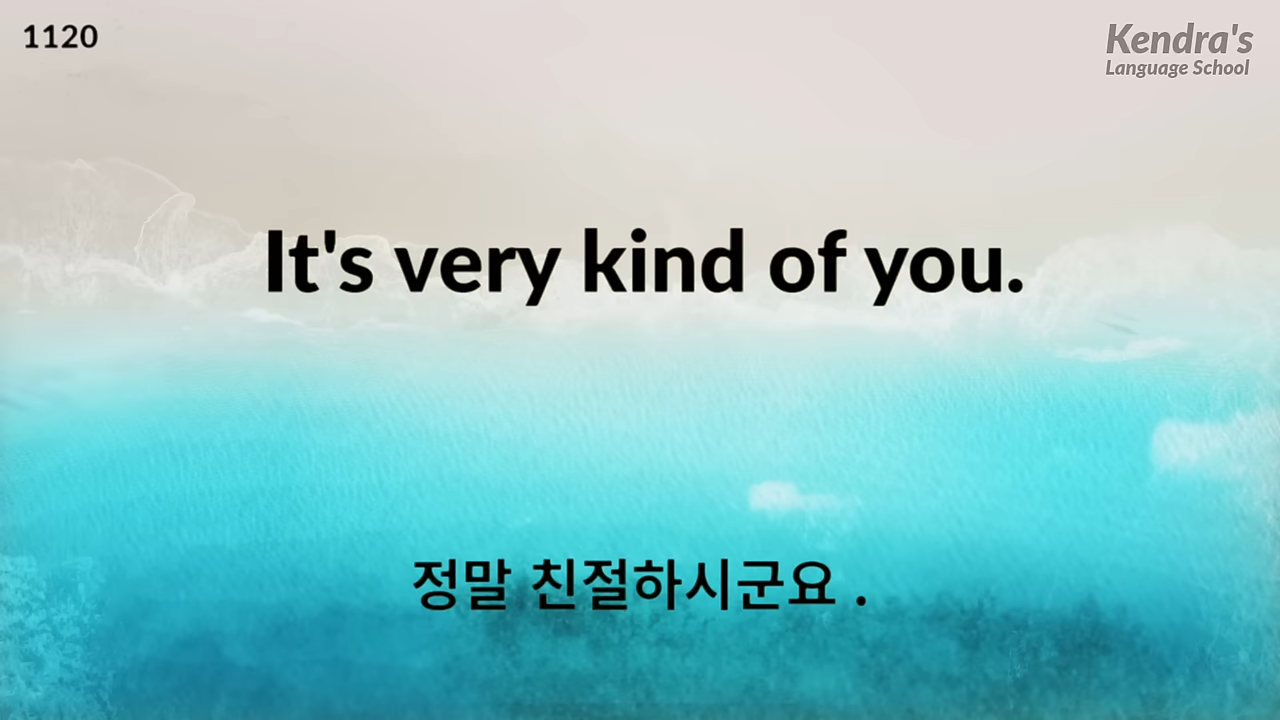 1120
Kendra's
Language School
It's very kind of you.
정말 친절하시군요 .